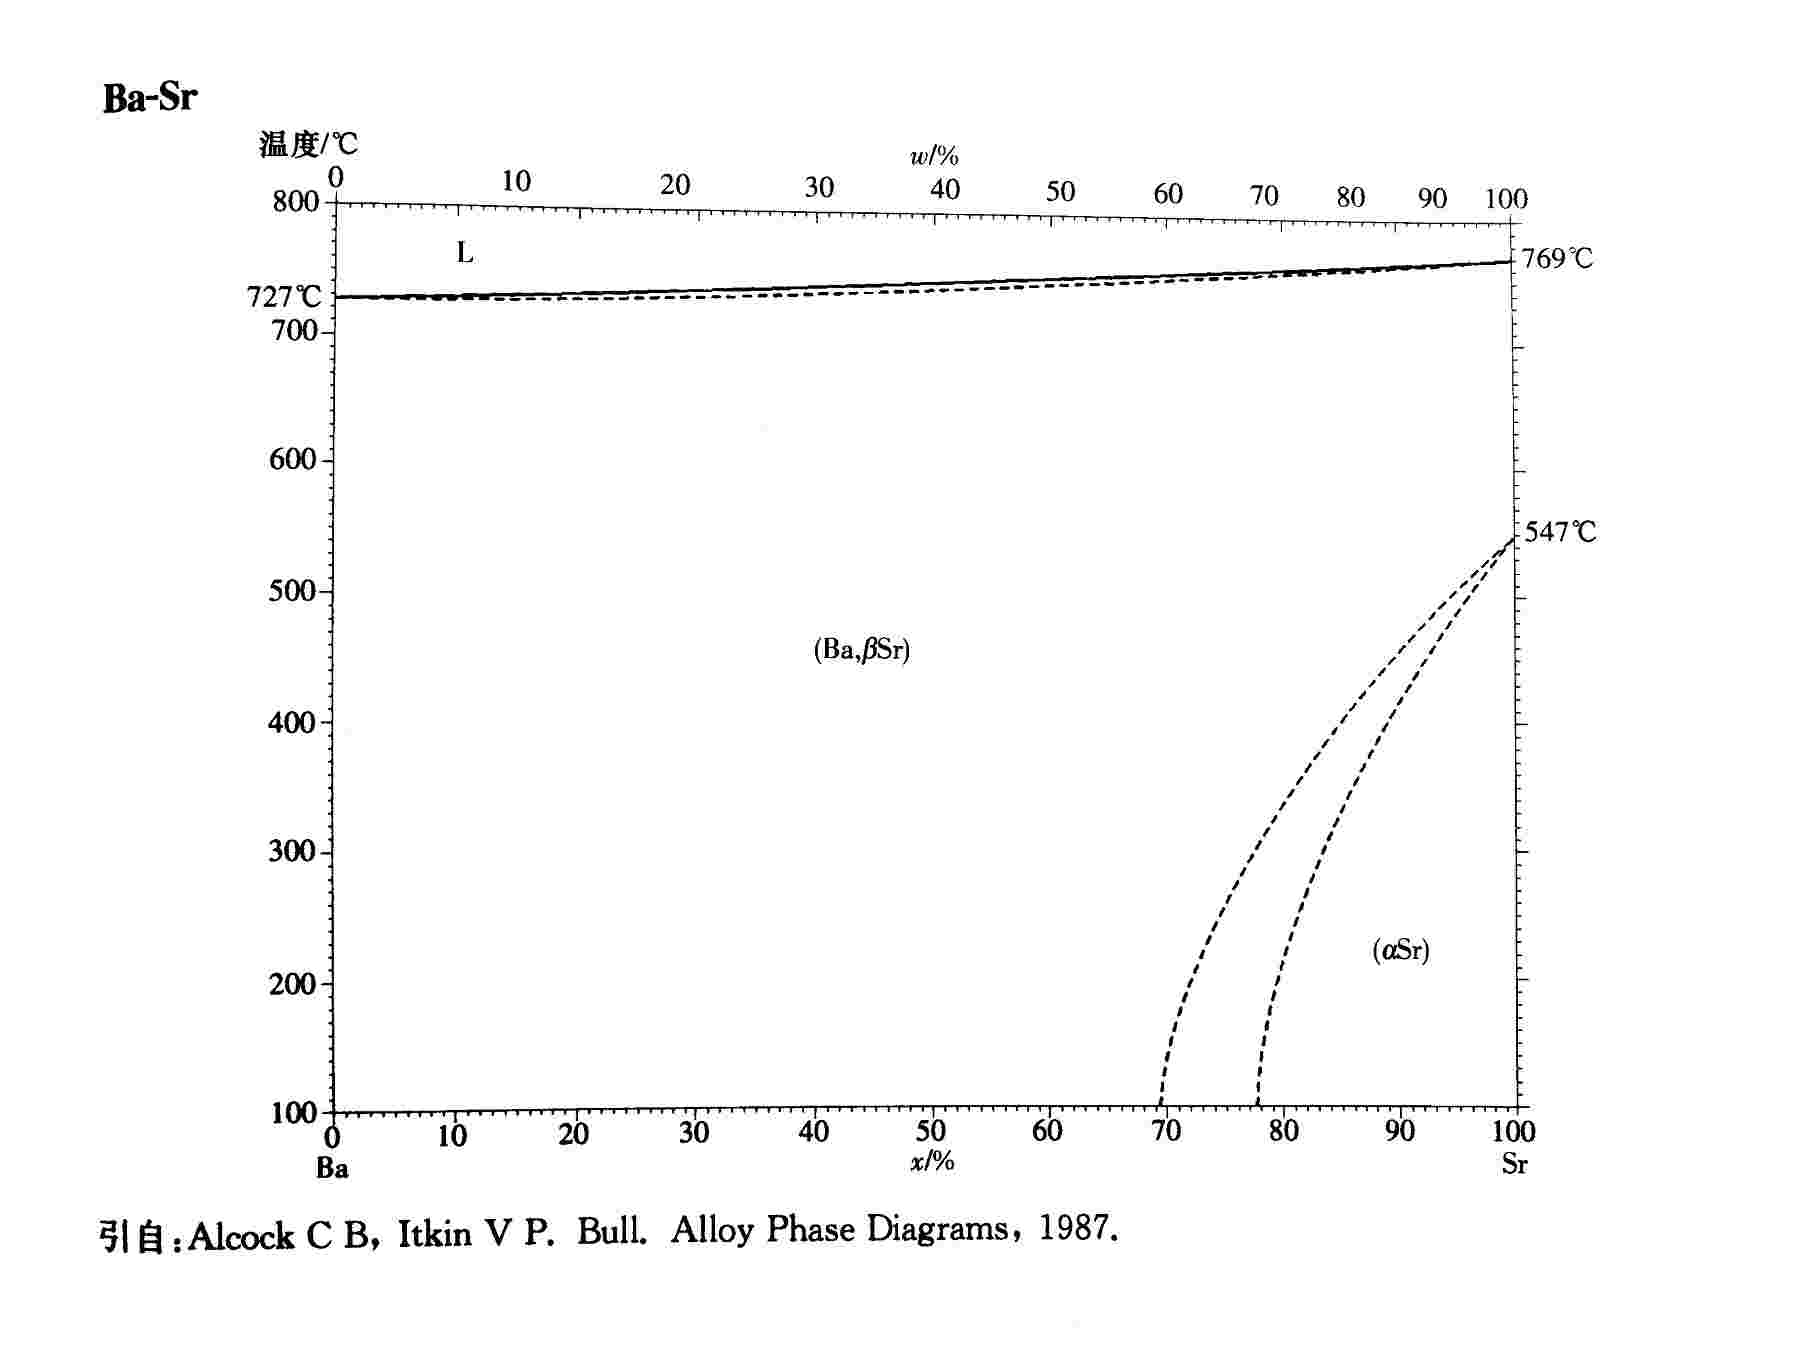 Ba-Sr
温度/℃
w/%
0 10 20 30 40 50 60 70 80 90 100
800
L
769℃
727℃
700
600
547℃
500
(Ba,βSr)
400
300
(αSr)
200
100
0 10 20 30 40 50 60 70 80 90 100
Ba x/% Sr
引自:Alcock C B, Itkin V P. Bull. Alloy Phase Diagrams, 1987.